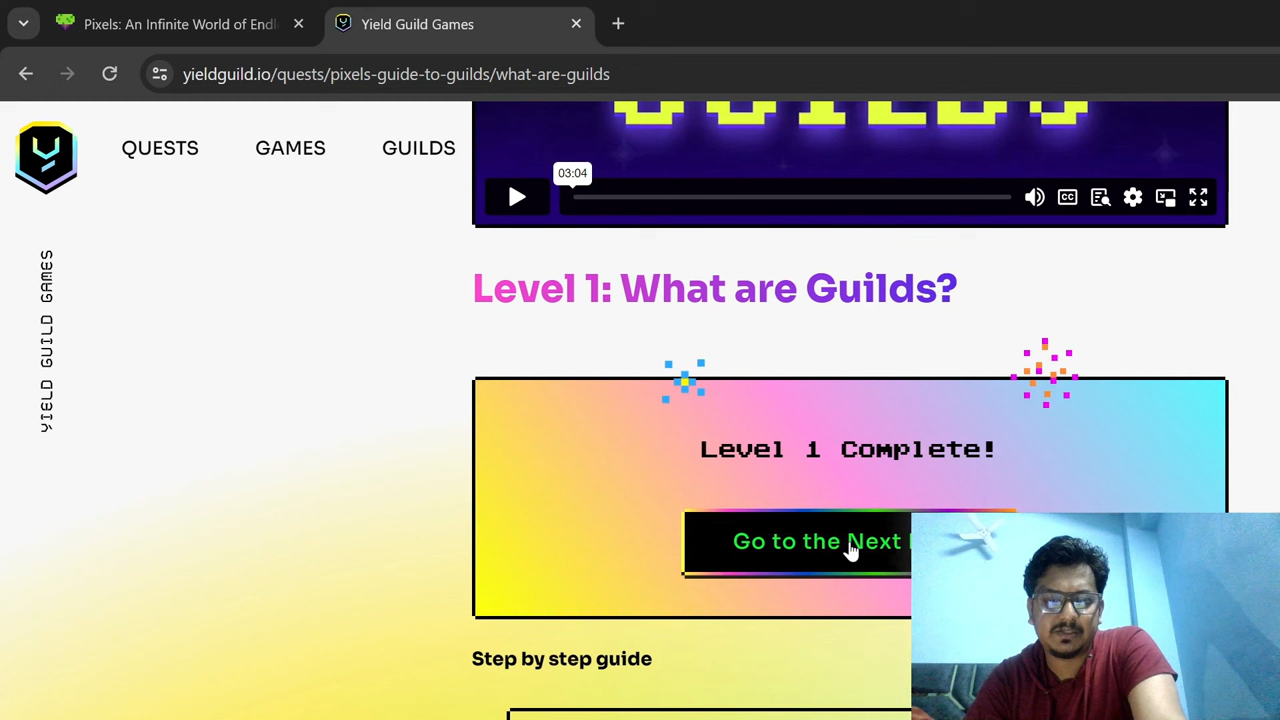 Pixels: An Infinite World of Endl
Yield Guild Games
yieldguild.io/quests/pixels-guide-to-guilds/what-are-guilds
QUESTS
GAMES
GUILDS
GUILDS
03:04
CC
YIELD GUILD GAMES
Level 1: What are Guilds?
Level 1 Complete!
Go to the Next
Step by step guide